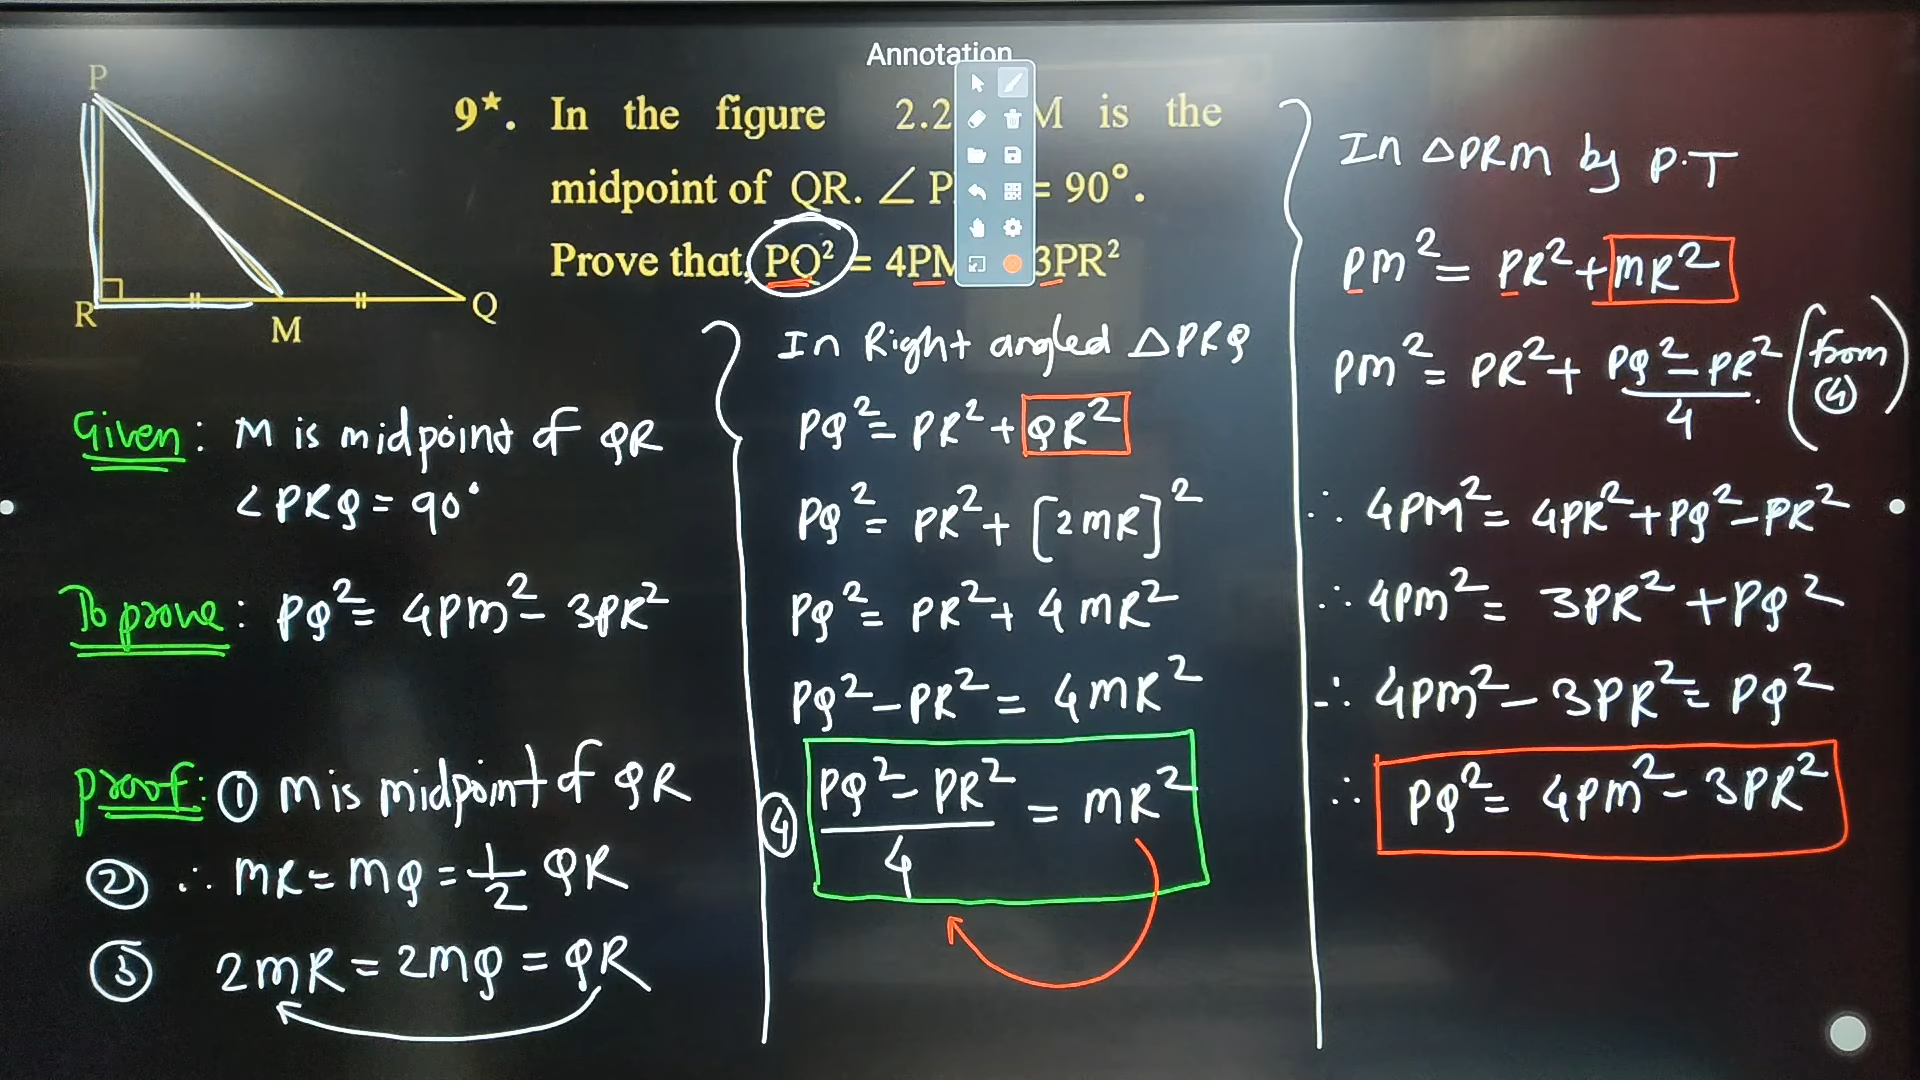 Annotation
P
R
M
Q
9*. In the figure 2.2 M is the
midpoint of QR. ∠ P = 90°.
Prove that, PQ² = 4PM 3PR²
Given: M is midpoint of QR
∠PRQ = 90°
To prove: PQ² = 4PM² - 3PR²
proof: ① M is midpoint of QR
② ∴ MR = MQ = 1/2 QR
③ 2MR = 2MQ = QR
In Right angled △PRQ
PQ² = PR² + QR²
PQ² = PR² + [2MR]²
PQ² = PR² + 4MR²
PQ² - PR² = 4MR²
④ PQ² - PR²/4 = MR²
In △PRM by P.T
PM² = PR² + MR²
PM² = PR² + PQ² - PR²/4 (from ④)
∴ 4PM² = 4PR² + PQ² - PR²
∴ 4PM² = 3PR² + PQ²
∴ 4PM² - 3PR² = PQ²
∴ PQ² = 4PM² - 3PR²